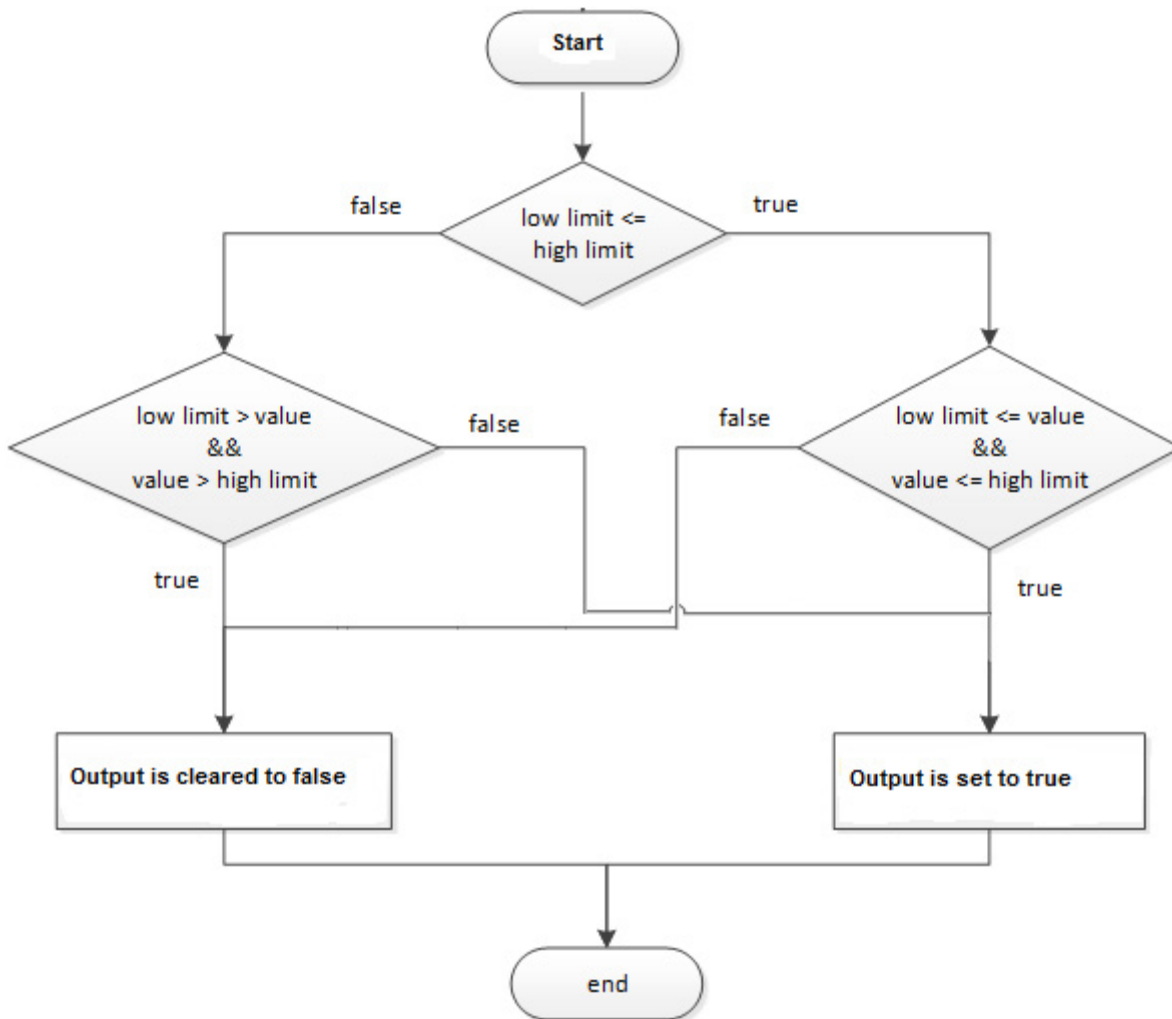 Start
false
true
low limit <=
high limit
low limit > value
&&
value > high limit
false
false
low limit <= value
&&
value <= high limit
true
true
Output is cleared to false
Output is set to true
end